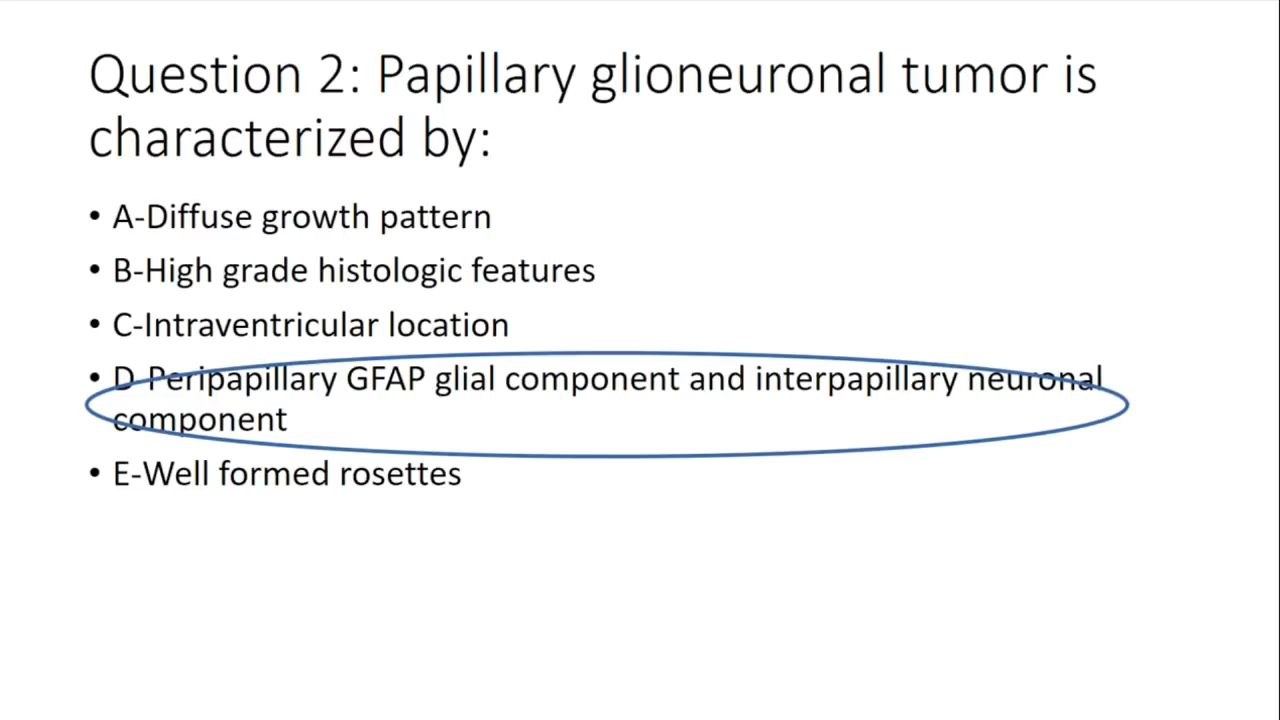 Question 2: Papillary glioneuronal tumor is
characterized by:
• A-Diffuse growth pattern
• B-High grade histologic features
• C-Intraventricular location
• D-Peripapillary GFAP glial component and interpapillary neuronal
component
• E-Well formed rosettes